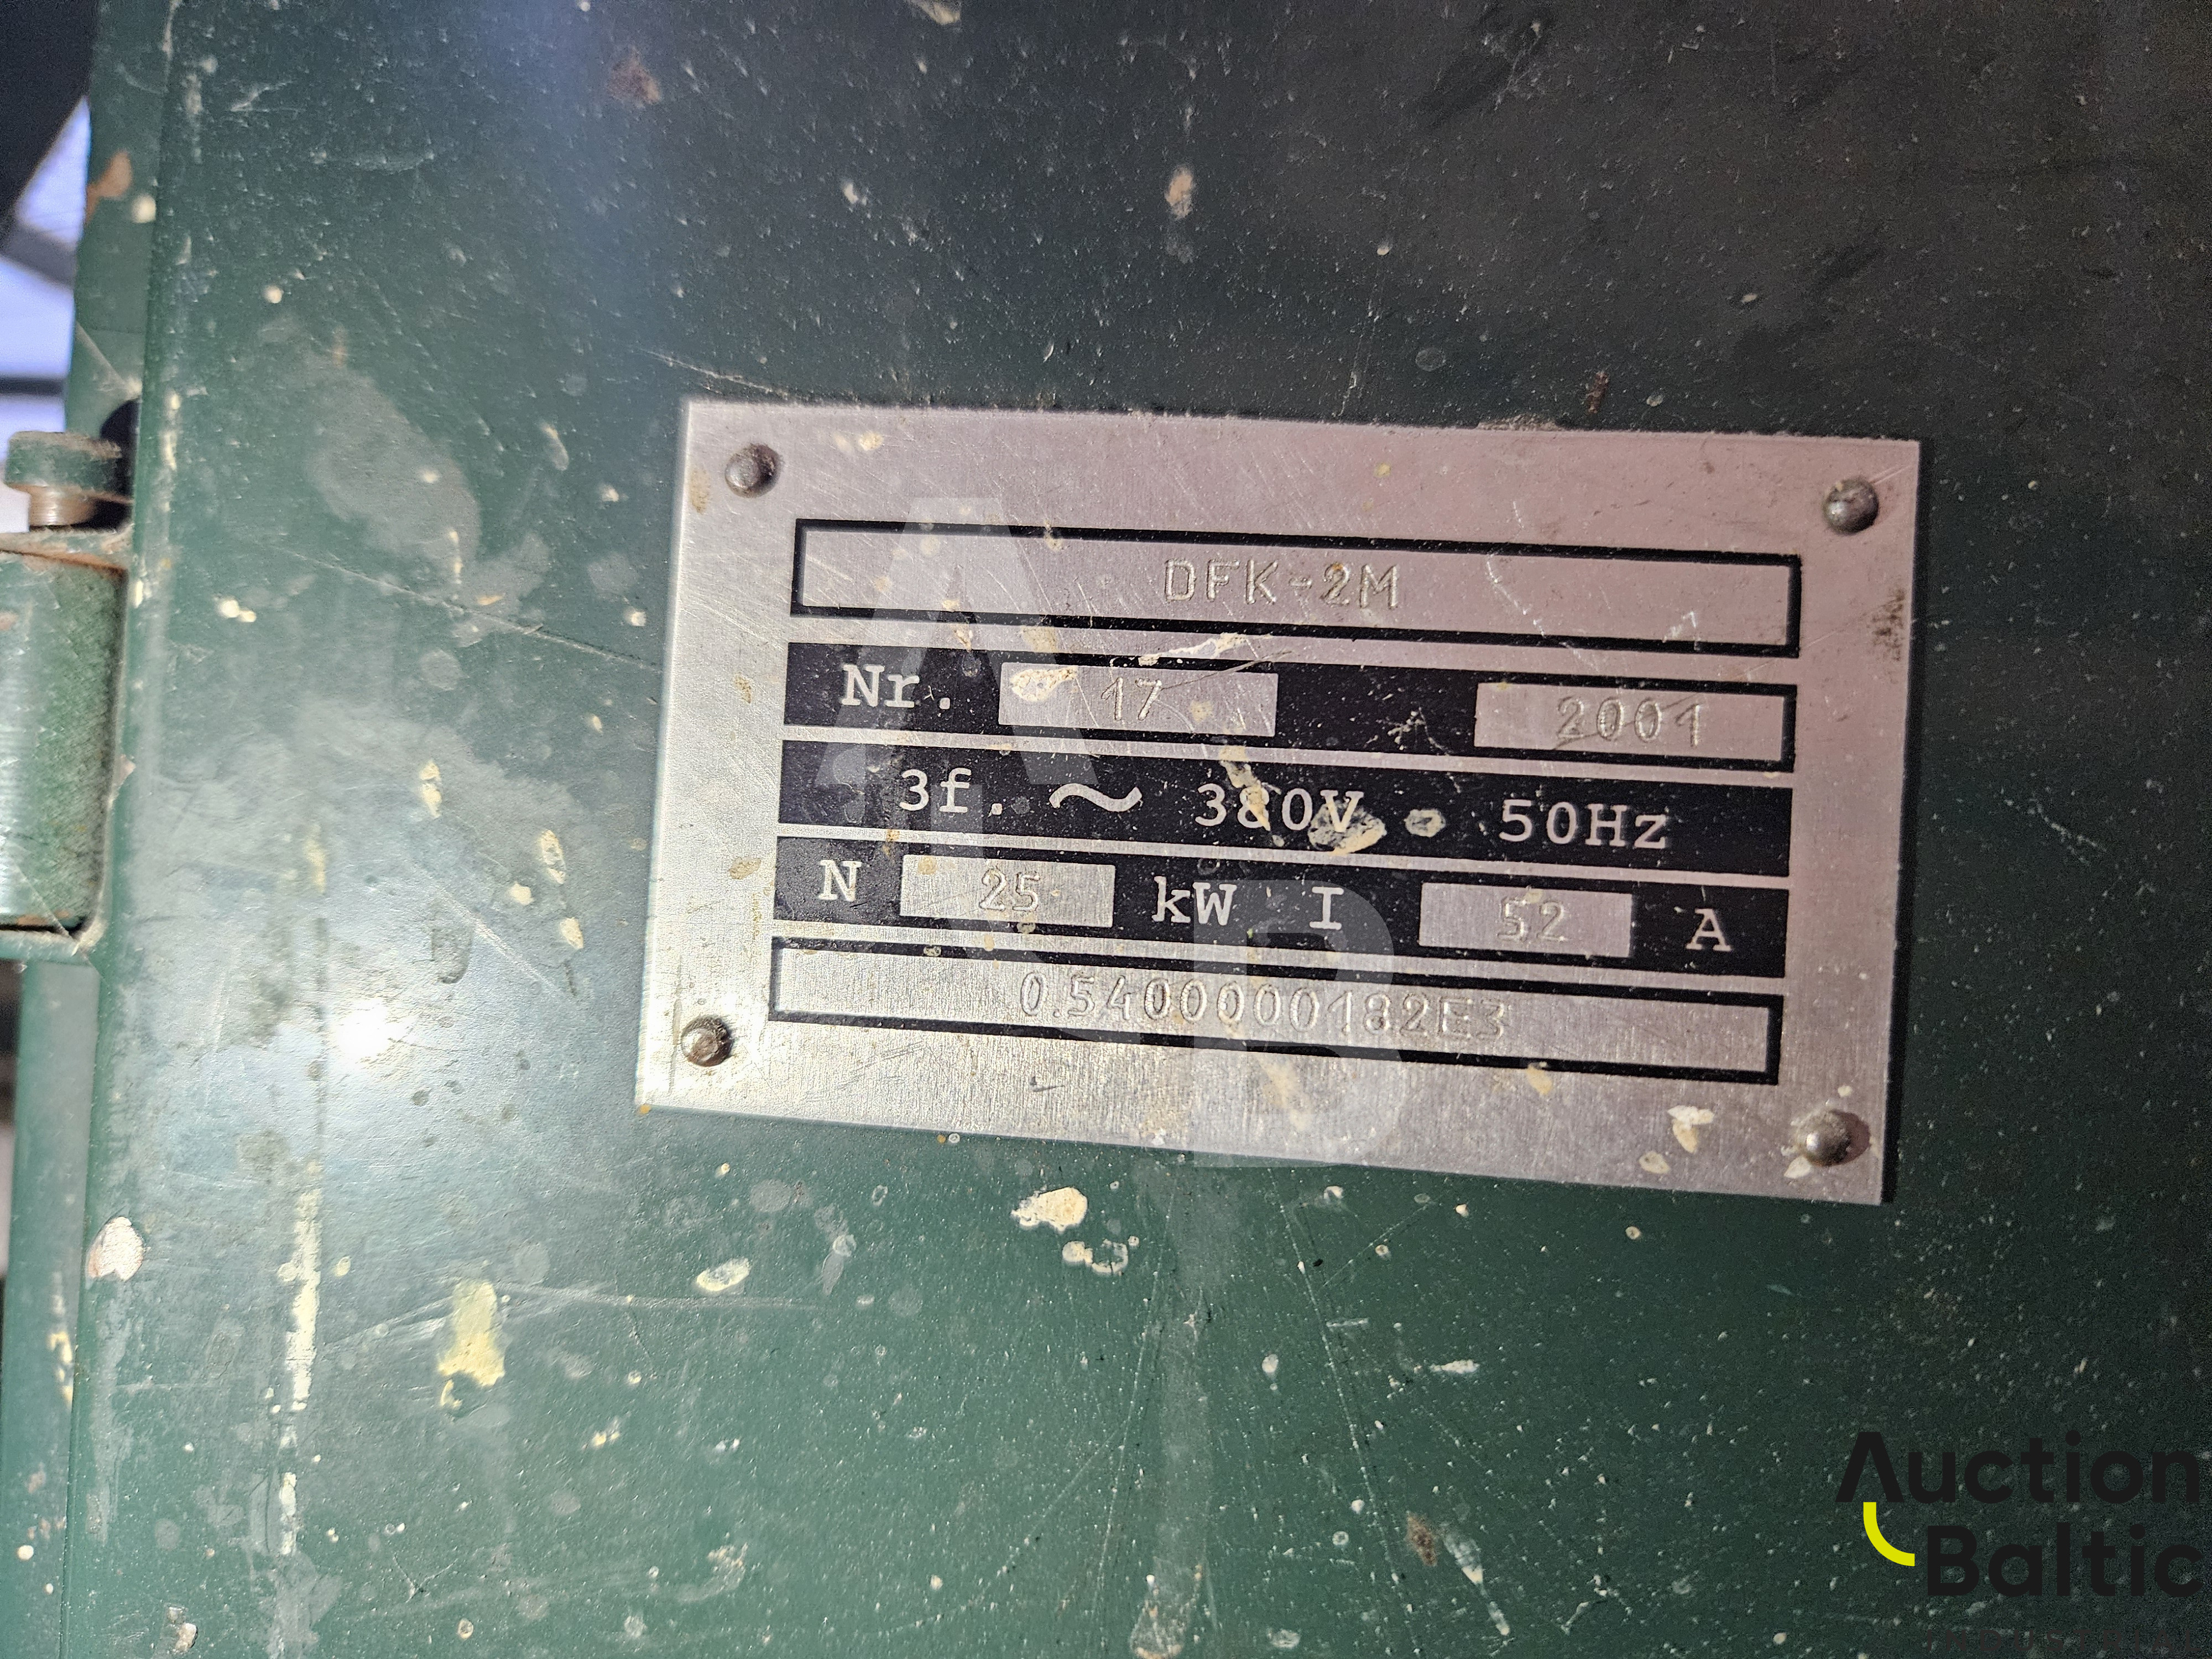 DFK-2M
Nr. 17 2001
3f. ~ 380V 50Hz
N 25 kW I 52 A
0.5400000182E3
A
B
Auction
Baltic